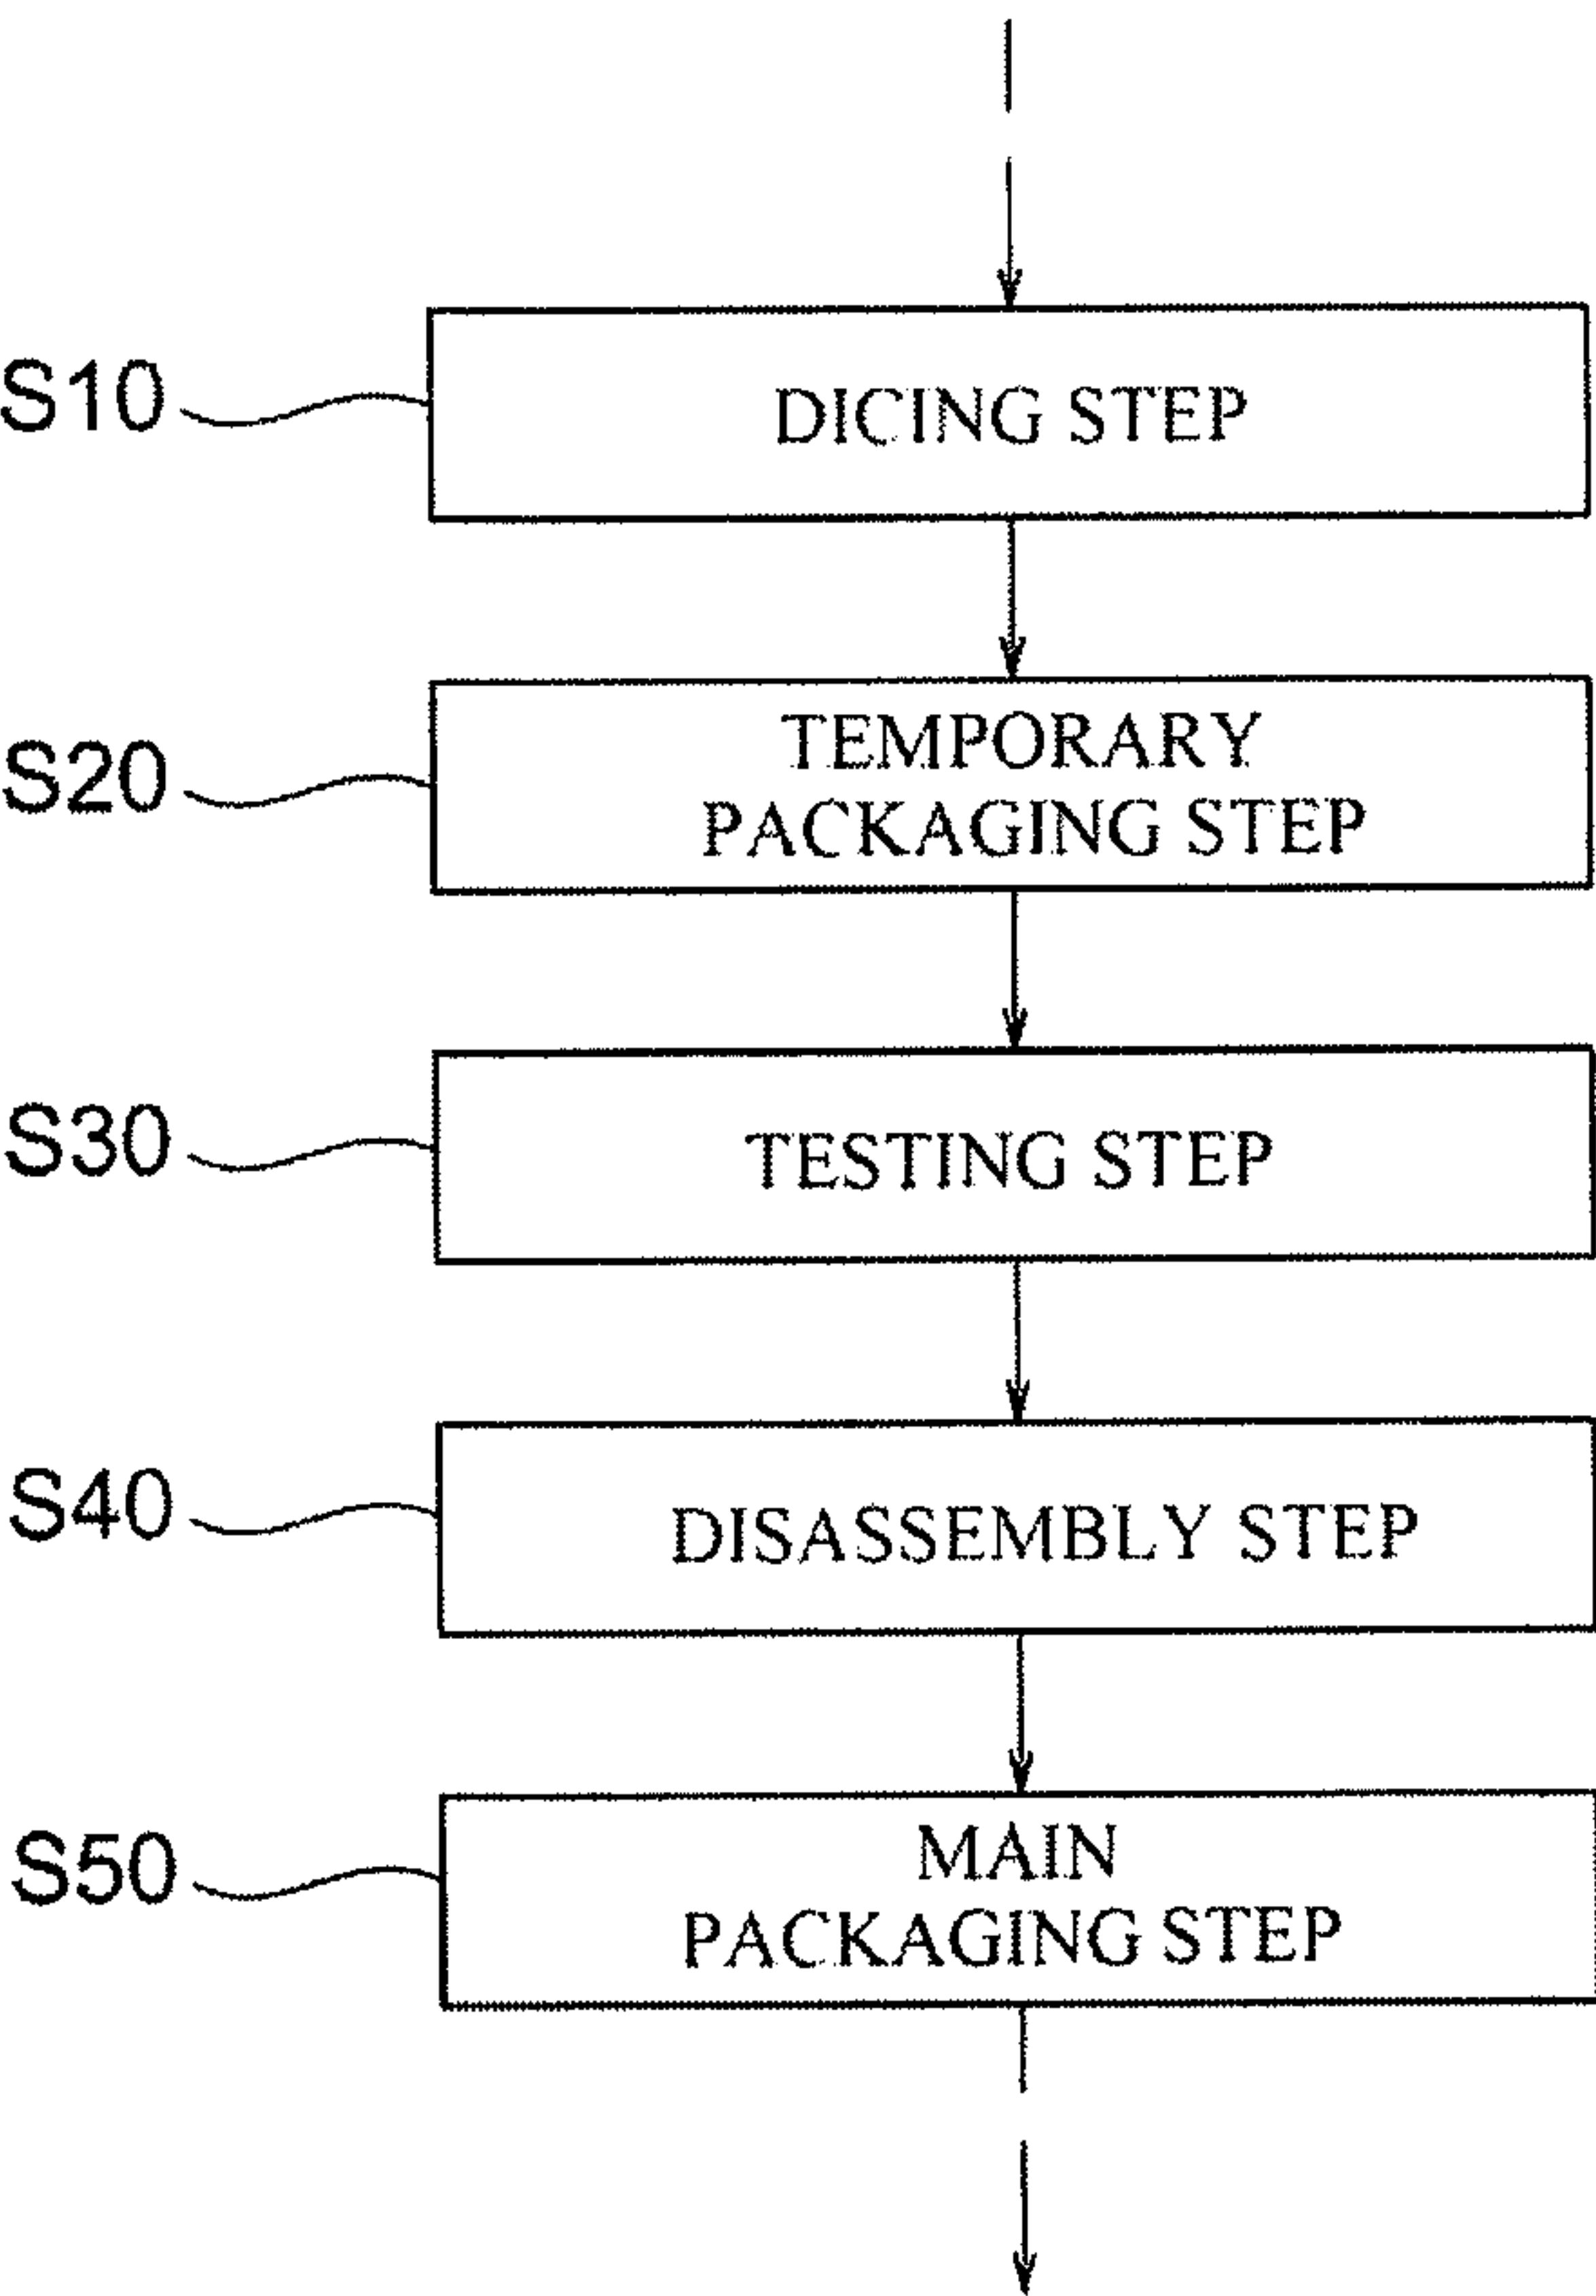 S10
DICING STEP
S20
TEMPORARY
PACKAGING STEP
S30
TESTING STEP
S40
DISASSEMBLY STEP
S50
MAIN
PACKAGING STEP